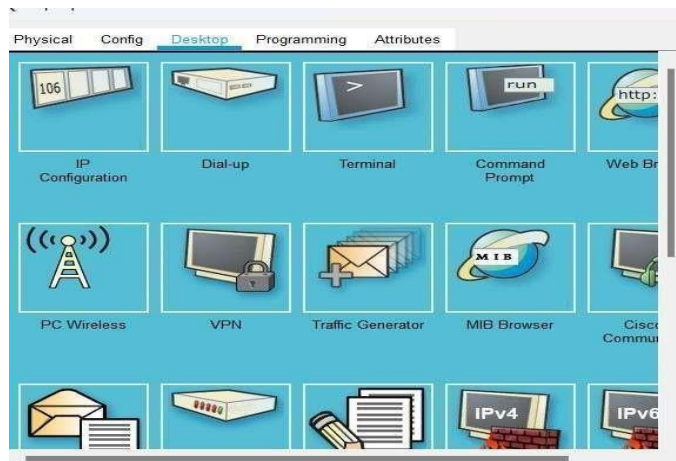 Physical Config Desktop Programming Attributes
106
>
run
http:
IP
Configuration
Dial-up
Terminal
Command
Prompt
Web Br
((( )))
PC Wireless
MIB
VPN
Traffic Generator
MIB Browser
Cisc
Commu
IPv4
IPv6